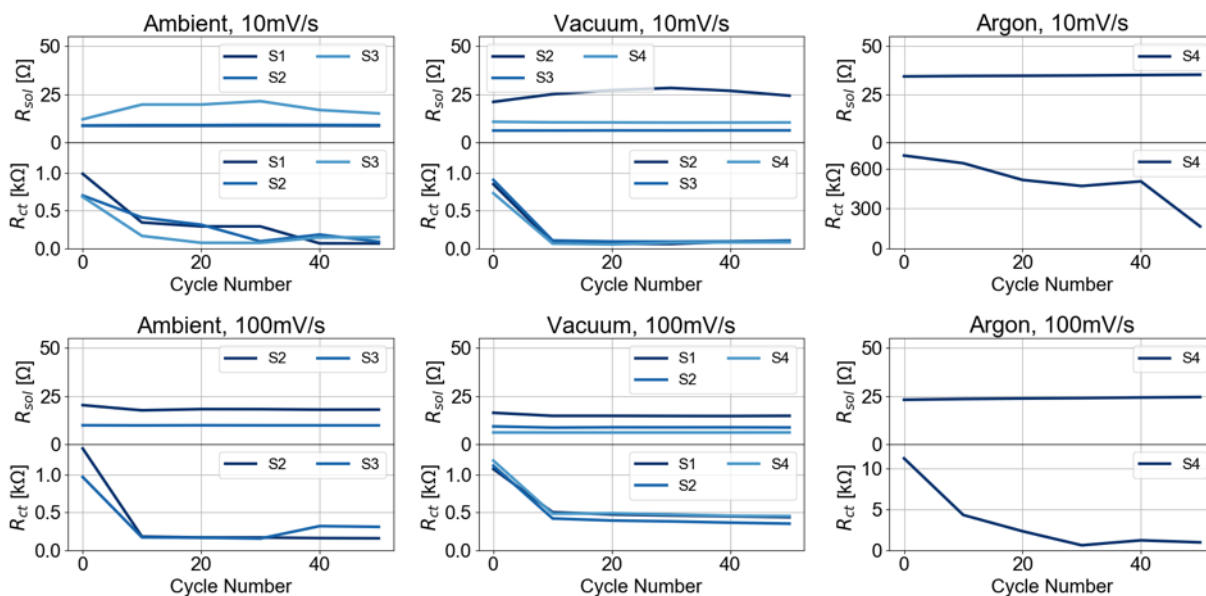 Ambient, 10mV/s
50
25
0
R_sol [Ω]
S1 S3
S2
1.0
0.5
0.0
R_ct [kΩ]
S1 S3
S2
0 20 40
Cycle Number
Vacuum, 10mV/s
50
25
0
R_sol [Ω]
S2 S4
S3
1.0
0.5
0.0
R_ct [kΩ]
S2 S4
S3
0 20 40
Cycle Number
Argon, 10mV/s
50
25
0
R_sol [Ω]
S4
600
300
0
R_ct [kΩ]
S4
0 20 40
Cycle Number
Ambient, 100mV/s
50
25
0
R_sol [Ω]
S2 S3
1.0
0.5
0.0
R_ct [kΩ]
S2 S3
0 20 40
Cycle Number
Vacuum, 100mV/s
50
25
0
R_sol [Ω]
S1 S4
S2
1.0
0.5
0.0
R_ct [kΩ]
S1 S4
S2
0 20 40
Cycle Number
Argon, 100mV/s
50
25
0
R_sol [Ω]
S4
10
5
0
R_ct [kΩ]
S4
0 20 40
Cycle Number